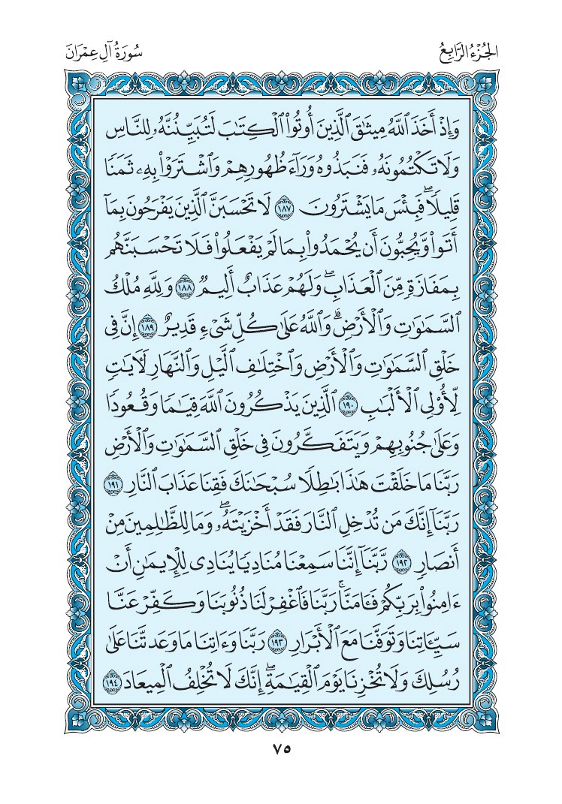 الجُزْءُ الرَّابِعُ
سُورَةُ آلِ عِمْرَانَ
وَإِذْ أَخَذَ ٱللَّهُ مِيثَٰقَ ٱلَّذِينَ أُوتُوا۟ ٱلْكِتَٰبَ لَتُبَيِّنُنَّهُۥ لِلنَّاسِ
وَلَا تَكْتُمُونَهُۥ فَنَبَذُوهُ وَرَآءَ ظُهُورِهِمْ وَٱشْتَرَوْا۟ بِهِۦ ثَمَنًا
قَلِيلًا ۖ فَبِئْسَ مَا يَشْتَرُونَ ١٨٧ لَا تَحْسَبَنَّ ٱلَّذِينَ يَفْرَحُونَ بِمَآ
أَتَوا۟ وَّيُحِبُّونَ أَن يُحْمَدُوا۟ بِمَا لَمْ يَفْعَلُوا۟ فَلَا تَحْسَبَنَّهُم
بِمَفَازَةٍ مِّنَ ٱلْعَذَابِ ۖ وَلَهُمْ عَذَابٌ أَلِيمٌ ١٨٨ وَلِلَّهِ مُلْكُ
ٱلسَّمَٰوَٰتِ وَٱلْأَرْضِ ۗ وَٱللَّهُ عَلَىٰ كُلِّ شَىْءٍ قَدِيرٌ ١٨٩ إِنَّ فِى
خَلْقِ ٱلسَّمَٰوَٰتِ وَٱلْأَرْضِ وَٱخْتِلَٰفِ ٱلَّيْلِ وَٱلنَّهَارِ لَءَايَٰتٍ
لِّأُو۟لِى ٱلْأَلْبَٰبِ ١٩٠ ٱلَّذِينَ يَذْكُرُونَ ٱللَّهَ قِيَٰمًا وَقُعُودًا
وَعَلَىٰ جُنُوبِهِمْ وَيَتَفَكَّرُونَ فِى خَلْقِ ٱلسَّمَٰوَٰتِ وَٱلْأَرْضِ
رَبَّنَا مَا خَلَقْتَ هَٰذَا بَٰطِلًا سُبْحَٰنَكَ فَقِنَا عَذَابَ ٱلنَّارِ ١٩١
رَبَّنَآ إِنَّكَ مَن تُدْخِلِ ٱلنَّارَ فَقَدْ أَخْزَيْتَهُۥ ۖ وَمَا لِلظَّٰلِمِينَ مِنْ
أَنصَارٍ ١٩٢ رَّبَّنَآ إِنَّنَا سَمِعْنَا مُنَادِيًا يُنَادِى لِلْإِيمَٰنِ أَنْ
ءَامِنُوا۟ بِرَبِّكُمْ فَـَٔامَنَّا ۚ رَبَّنَا فَٱغْفِرْ لَنَا ذُنُوبَنَا وَكَفِّرْ عَنَّا
سَيِّـَٔاتِنَا وَتَوَفَّنَا مَعَ ٱلْأَبْرَارِ ١٩٣ رَبَّنَا وَءَاتِنَا مَا وَعَدتَّنَا عَلَىٰ
رُسُلِكَ وَلَا تُخْزِنَا يَوْمَ ٱلْقِيَٰمَةِ ۗ إِنَّكَ لَا تُخْلِفُ ٱلْمِيعَادَ ١٩٤
٧٥